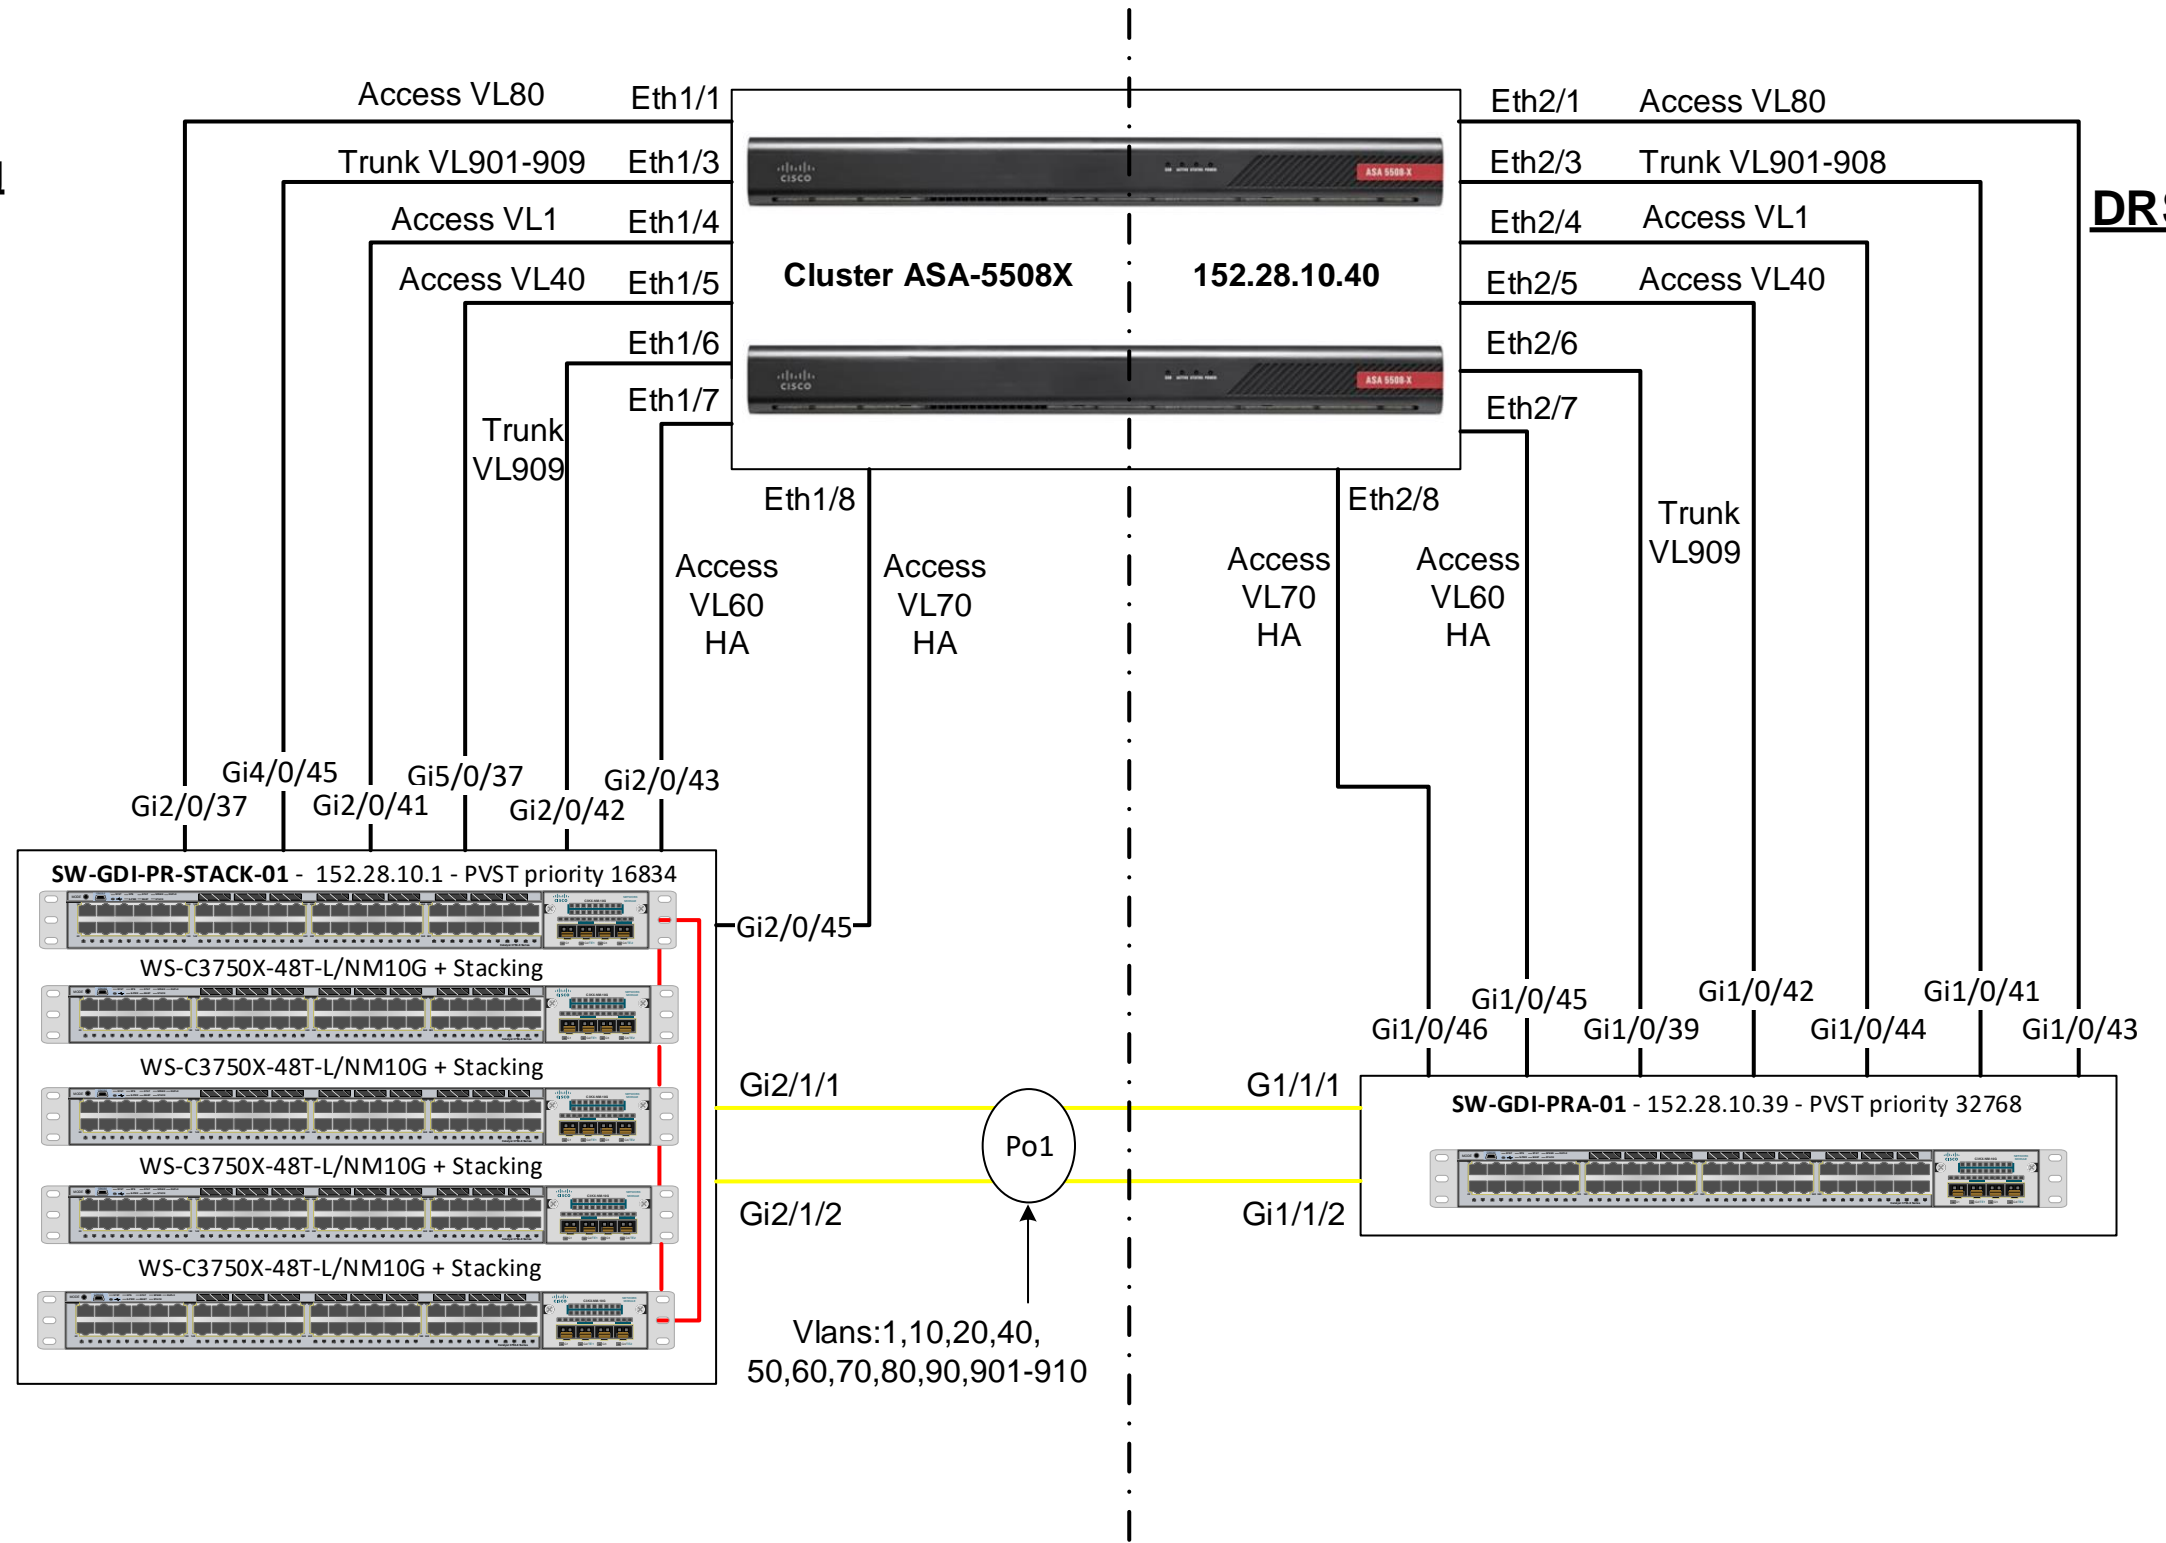 Access VL80
Eth1/1
Eth2/1
Access VL80
Trunk VL901-909
Eth1/3
CISCO
ASA 5508-X
Eth2/3
Trunk VL901-908
DRS
Access VL1
Eth1/4
Eth2/4
Access VL1
Access VL40
Eth1/5
Cluster ASA-5508X
152.28.10.40
Eth2/5
Access VL40
Eth1/6
Eth2/6
CISCO
ASA 5508-X
Eth1/7
Eth2/7
Trunk
VL909
Eth1/8
Eth2/8
Trunk
VL909
Access
VL60
HA
Access
VL70
HA
Access
VL70
HA
Access
VL60
HA
Gi4/0/45
Gi5/0/37
Gi2/0/43
Gi2/0/37
Gi2/0/41
Gi2/0/42
SW-GDI-PR-STACK-01 - 152.28.10.1 - PVST priority 16834
Gi2/0/45
WS-C3750X-48T-L/NM10G + Stacking
WS-C3750X-48T-L/NM10G + Stacking
WS-C3750X-48T-L/NM10G + Stacking
WS-C3750X-48T-L/NM10G + Stacking
Gi1/0/45
Gi1/0/42
Gi1/0/41
Gi1/0/46
Gi1/0/39
Gi1/0/44
Gi1/0/43
Gi2/1/1
G1/1/1
Po1
Gi2/1/2
Gi1/1/2
SW-GDI-PRA-01 - 152.28.10.39 - PVST priority 32768
Vlans:1,10,20,40,
50,60,70,80,90,901-910